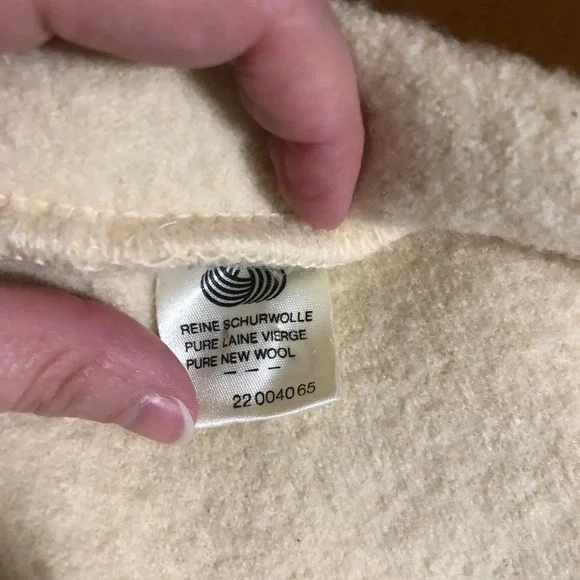 REINE SCHURWOLLE
PURE LAINE VIERGE
PURE NEW WOOL
– – –
22 004065